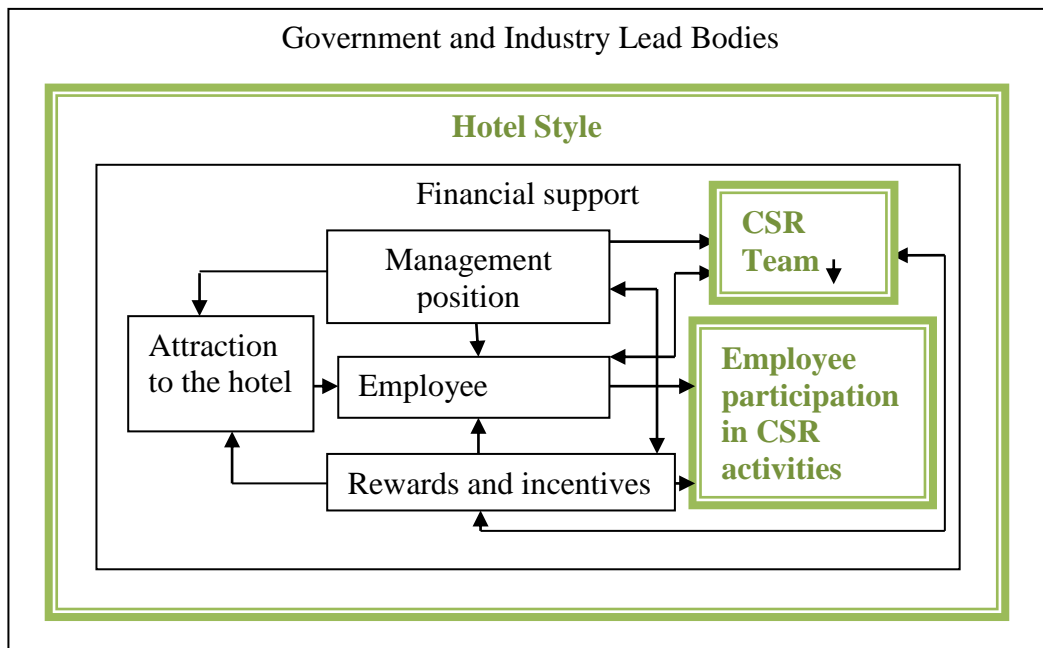 Government and Industry Lead Bodies
Hotel Style
Financial support
CSR
Team
Management
position
Attraction
to the hotel
Employee
Employee
participation
in CSR
activities
Rewards and incentives